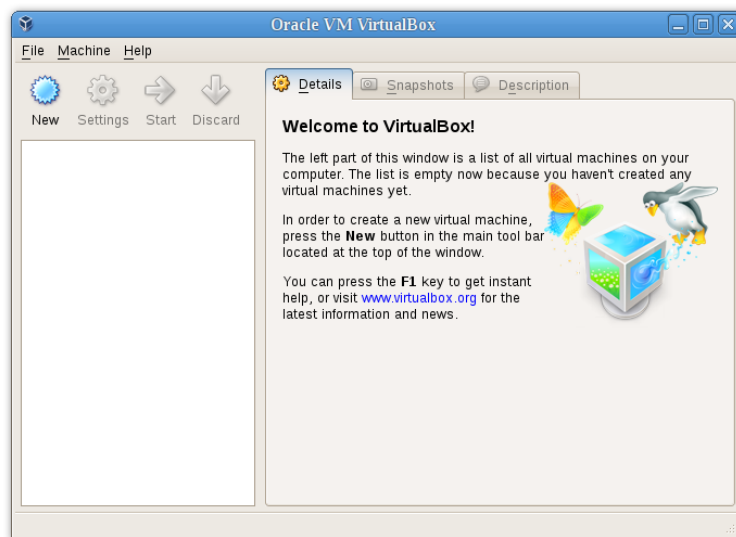 Oracle VM VirtualBox
File Machine Help
New Settings Start Discard
Details Snapshots Description
Welcome to VirtualBox!
The left part of this window is a list of all virtual machines on your
computer. The list is empty now because you haven't created any
virtual machines yet.
In order to create a new virtual machine,
press the New button in the main tool bar
located at the top of the window.
You can press the F1 key to get instant
help, or visit www.virtualbox.org for the
latest information and news.